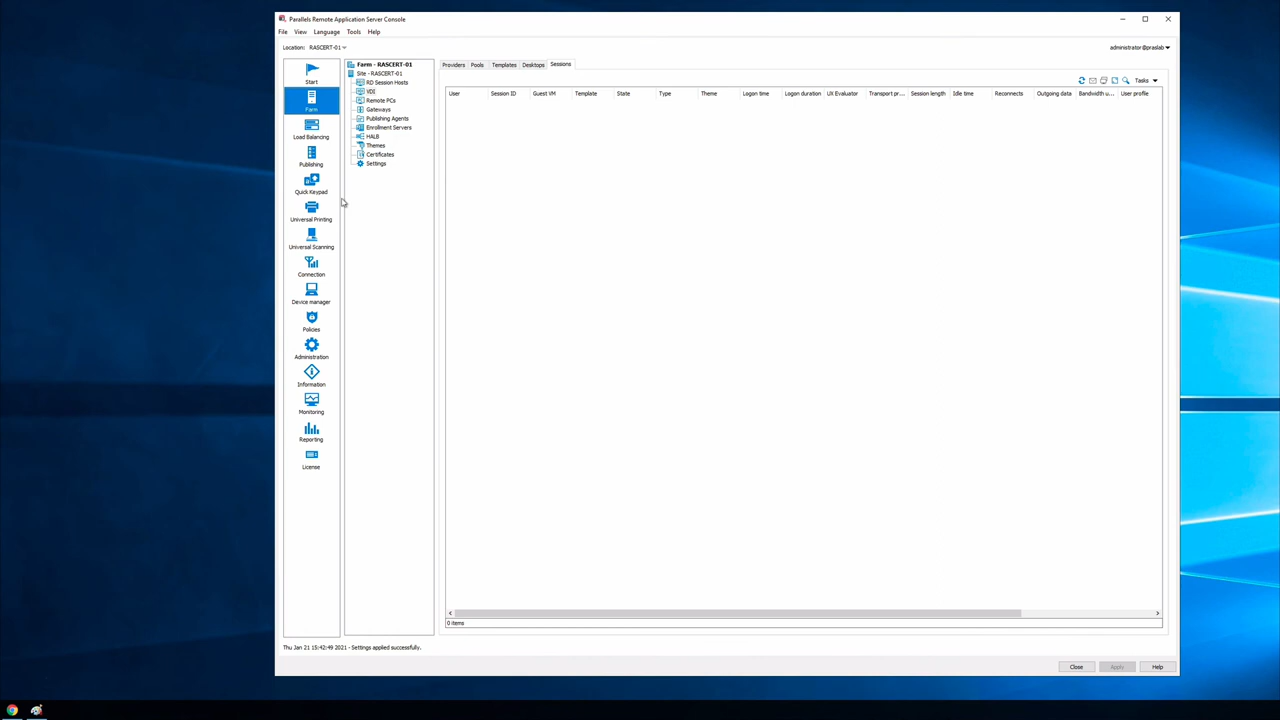 Parallels Remote Application Server Console
File View Language Tools Help
Location: RASCERT-01
administrator@praslab
Start
Farm
Load Balancing
Publishing
Quick Keypad
Universal Printing
Universal Scanning
Connection
Device manager
Policies
Administration
Information
Monitoring
Reporting
License
Farm - RASCERT-01
Site - RASCERT-01
RD Session Hosts
VDI
Remote PCs
Gateways
Publishing Agents
Enrollment Servers
HALB
Themes
Certificates
Settings
Providers Pools Templates Desktops Sessions
Tasks
User Session ID Guest VM Template State Type Theme Logon time Logon duration UX Evaluator Transport pr... Session length Idle time Reconnects Outgoing data Bandwidth u... User profile
0 items
Thu Jan 21 15:42:49 2021 - Settings applied successfully.
Close Apply Help